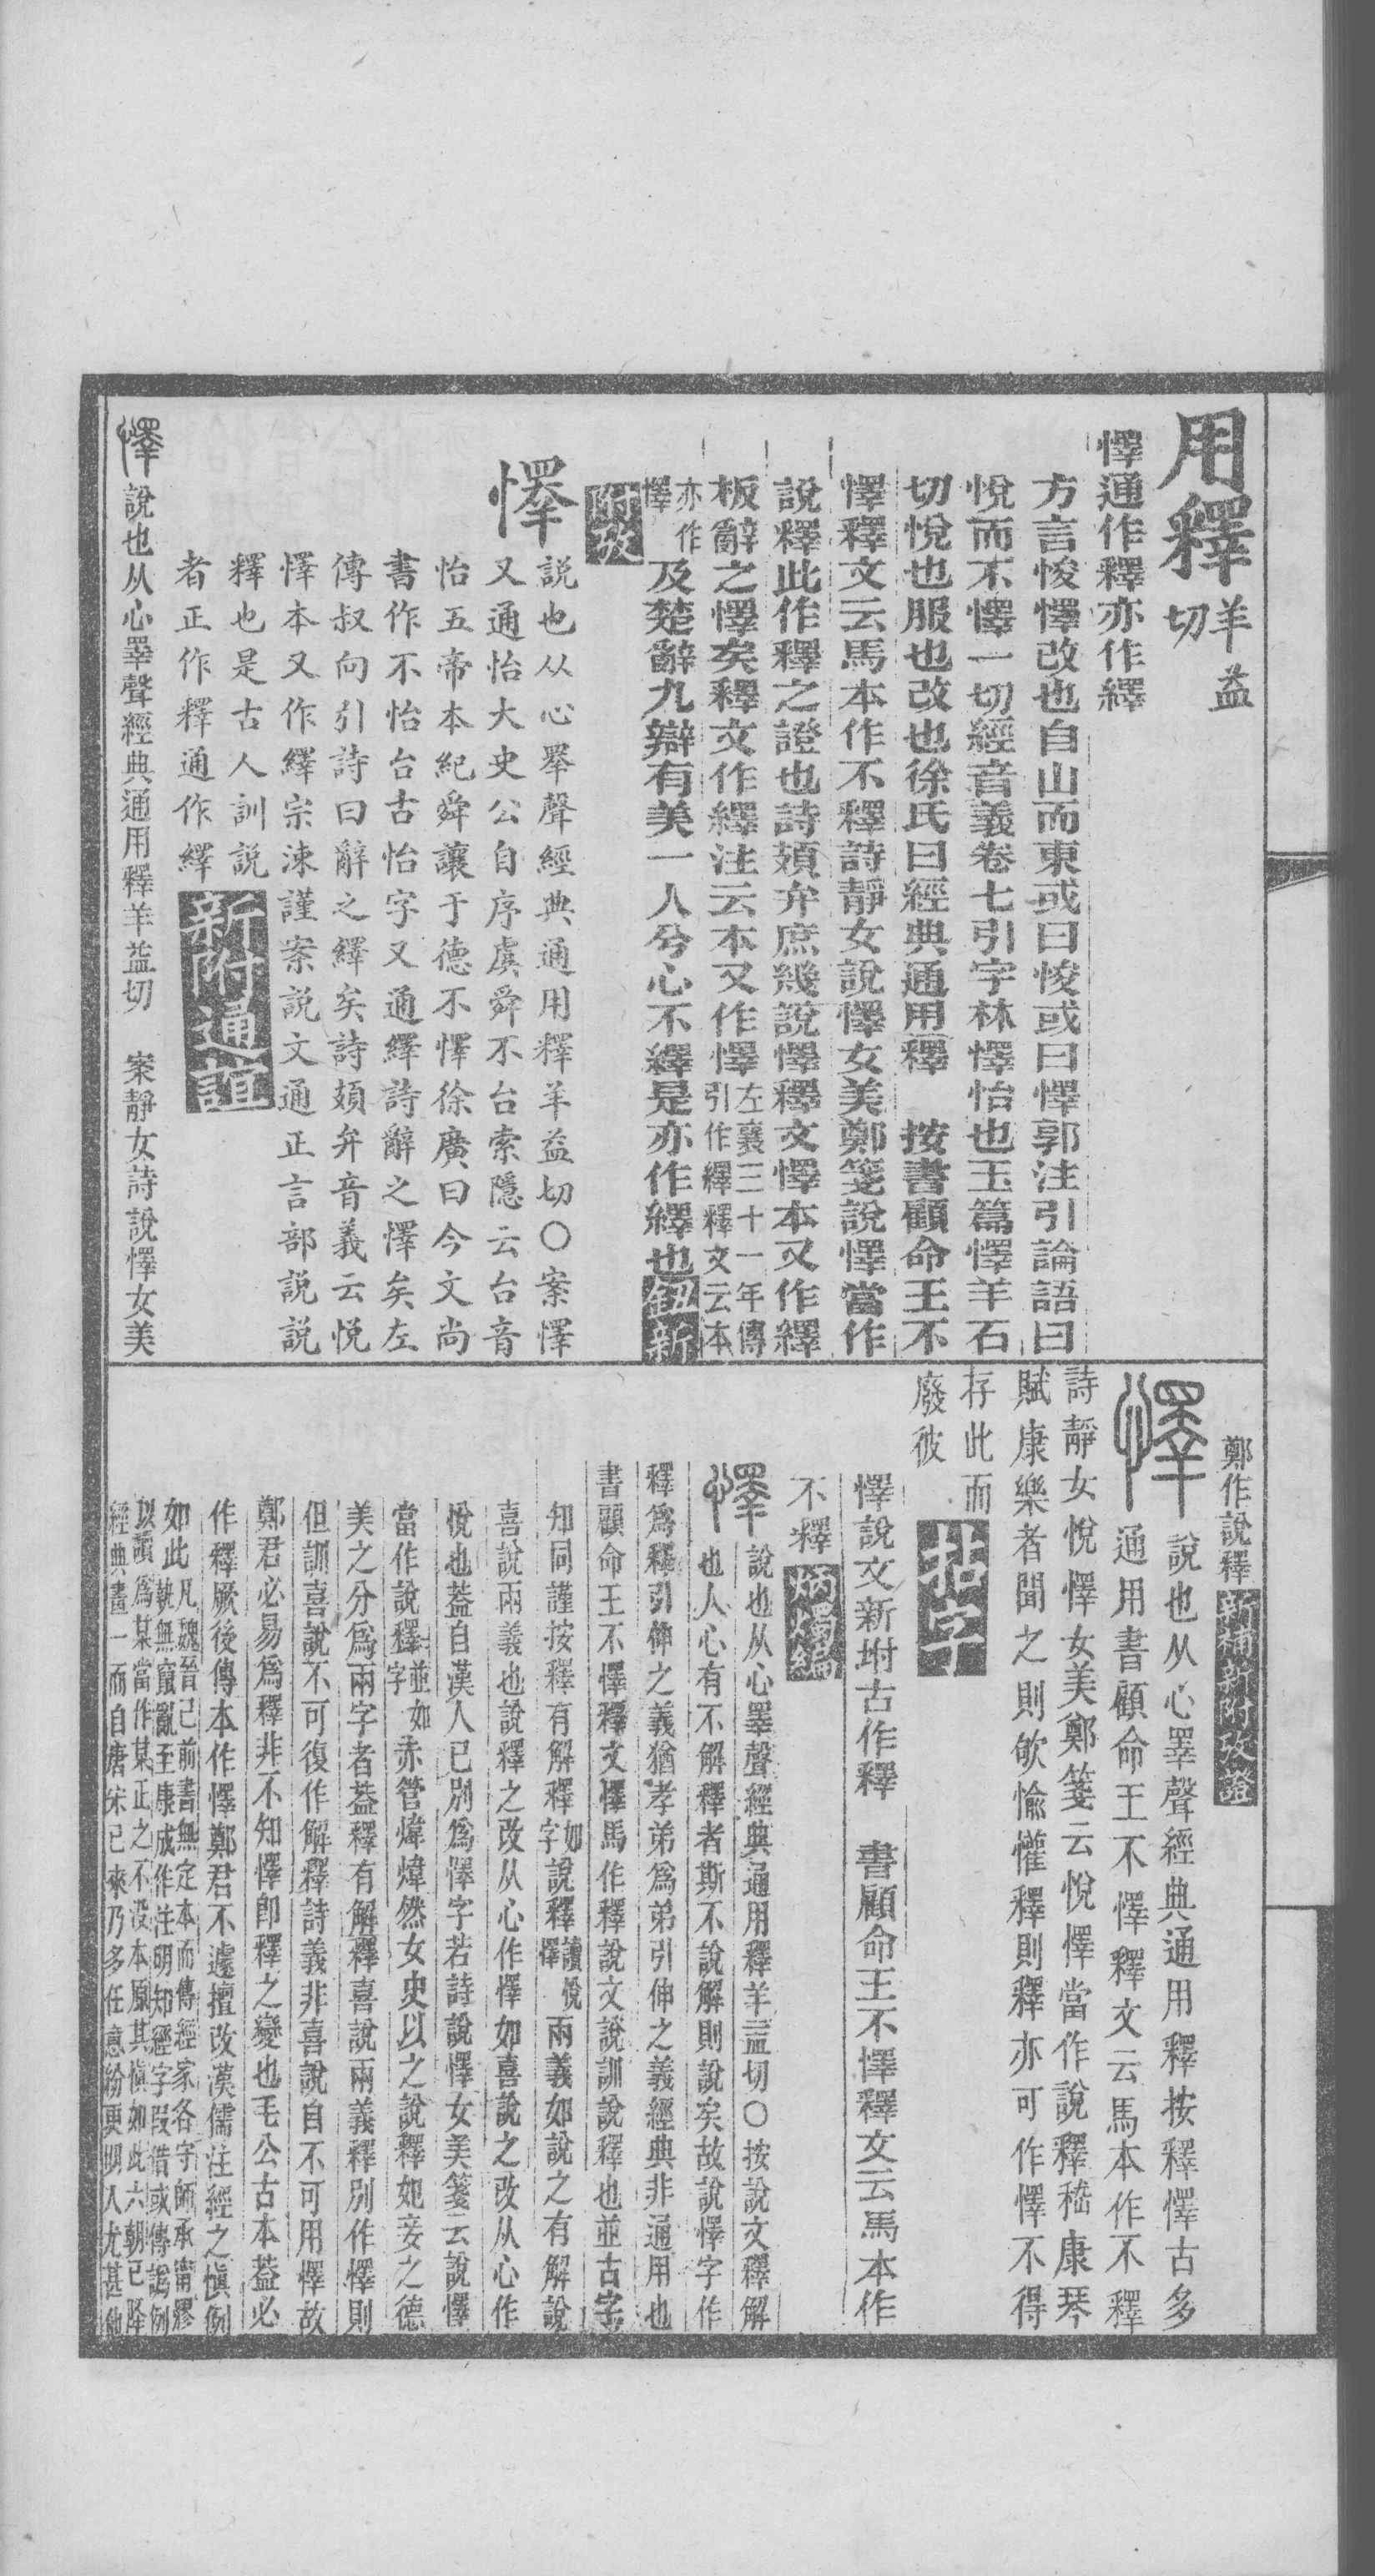 用釋羊益切
懌通作釋亦作繹
方言悛懌改也自山而東或曰悛或曰懌郭注引論語曰
悅而不懌一切經音義卷七引字林懌怡也玉篇懌羊石
切悅也服也改也徐氏曰經典通用釋 按書顧命王不
懌釋文云馬本作不釋詩靜女說懌女美鄭箋說懌當作
說釋此作釋之證也詩頍弁庶幾說懌釋文懌本又作繹
板辭之懌矣釋文作繹注云本又作懌左襄三十一年傳引作繹釋文云本
亦作懌及楚辭九辯有美一人兮心不繹是亦作繹也鈕新
附攷
懌說也从心睪聲經典通用釋羊益切〇案懌
又通怡大史公自序虞舜不台索隱云台音
怡五帝本紀舜讓于德不懌徐廣曰今文尚
書作不怡台古怡字又通繹詩辭之懌矣左
傳叔向引詩曰辭之繹矣詩頍弁音義云悅
懌本又作繹宗涑謹案說文通正言部說說
釋也是古人訓說
者正作釋通作繹新附通誼
懌說也从心睪聲經典通用釋羊益切 案靜女詩說懌女美
鄭作說釋新補新附攷證
懌說也从心睪聲經典通用釋按釋懌古多
通用書顧命王不懌釋文云馬本作不釋
詩靜女悅懌女美鄭箋云悅懌當作說釋嵇康琴
賦康樂者聞之則欨愉懽釋則釋亦可作懌不得
存此而
廢彼
懌說文新坿古作釋 書顧命王不懌釋文云馬本作
不釋炳燭編
懌說也从心睪聲經典通用釋羊益切〇按說文釋解
也人心有不解釋者斯不說解則說矣故說懌字作
釋爲釋引伸之義猶孝弟爲弟引伸之義經典非通用也
書顧命王不懌釋文懌馬作釋說文說訓說釋也並古字
知同謹按釋有解釋字如說釋讀悅懌兩義如說之有解說
喜說兩義也說釋之改从心作懌如喜說之改从心作
悅也葢自漢人已別爲懌字若詩說懌女美箋云說懌
當作說釋字並如赤管煒煒然女史以之說釋妃妾之德
美之分爲兩字者葢釋有解釋喜說兩義釋別作懌則
但訓喜說不可復作解釋詩義非喜說自不可用懌故
鄭君必易爲釋非不知懌即釋之變也毛公古本葢必
作釋厥後傳本作懌鄭君不遽擅改漢儒注經之愼例
如此凡魏晉已前書無定本而傳經家各守師承甯膠執無竄亂至康成作注明知經字叚借或傳譌例
以讀爲某當作某正之不没本原其愼如此六朝已降經典畫一而自唐宋已來乃多任意紛更明人尤甚